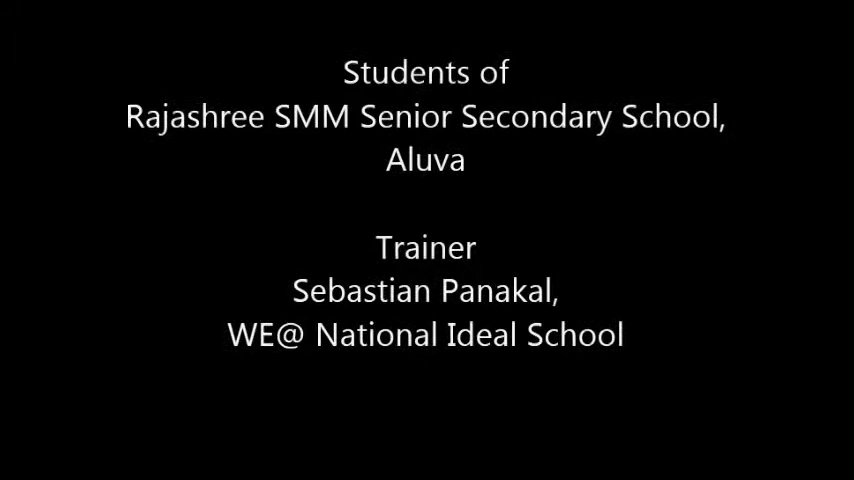 Students of
Rajashree SMM Senior Secondary School,
Aluva
Trainer
Sebastian Panakal,
WE@ National Ideal School